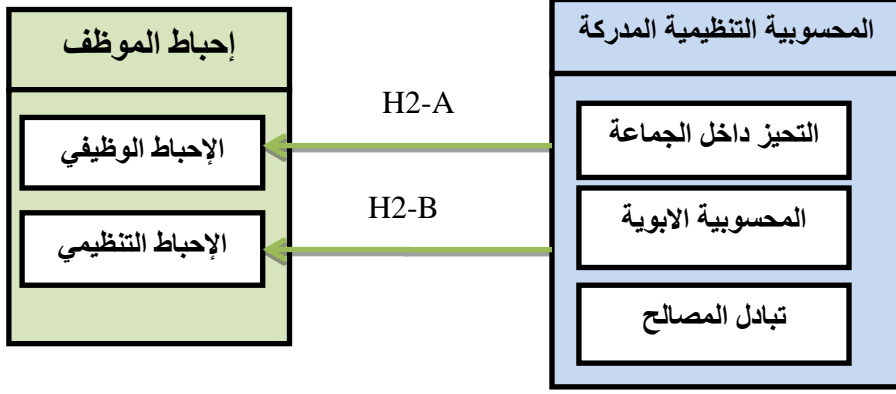 المحسوبية التنظيمية المدركة
التحيز داخل الجماعة
المحسوبية الابوية
تبادل المصالح
H2-A
H2-B
إحباط الموظف
الإحباط الوظيفي
الإحباط التنظيمي